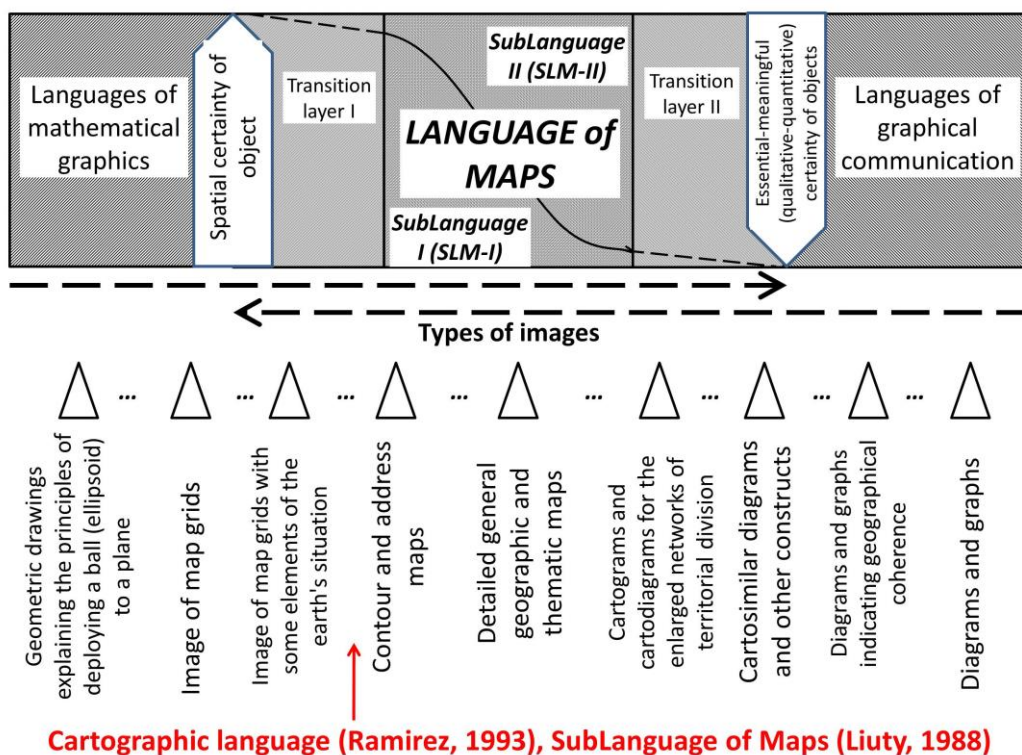 Languages of
mathematical
graphics
Spatial certainty of
object
Transition
layer I
SubLanguage
II (SLM-II)
LANGUAGE of
MAPS
SubLanguage
I (SLM-I)
Transition
layer II
Essential-meaningful
(qualitative-quantitative)
certainty of objects
Languages of
graphical
communication
Types of images
... ... ... ... ... ... ... ...
Geometric drawings
explaining the principles of
deploying a ball (ellipsoid)
to a plane
Image of map grids
Image of map grids with
some elements of the
earth's situation
Contour and address
maps
Detailed general
geographic and
thematic maps
Cartograms and
cartodiagrams for the
enlarged networks of
territorial division
Cartosimilar diagrams
and other constructs
Diagrams and graphs
indicating geographical
coherence
Diagrams and graphs
Cartographic language (Ramirez, 1993), SubLanguage of Maps (Liuty, 1988)